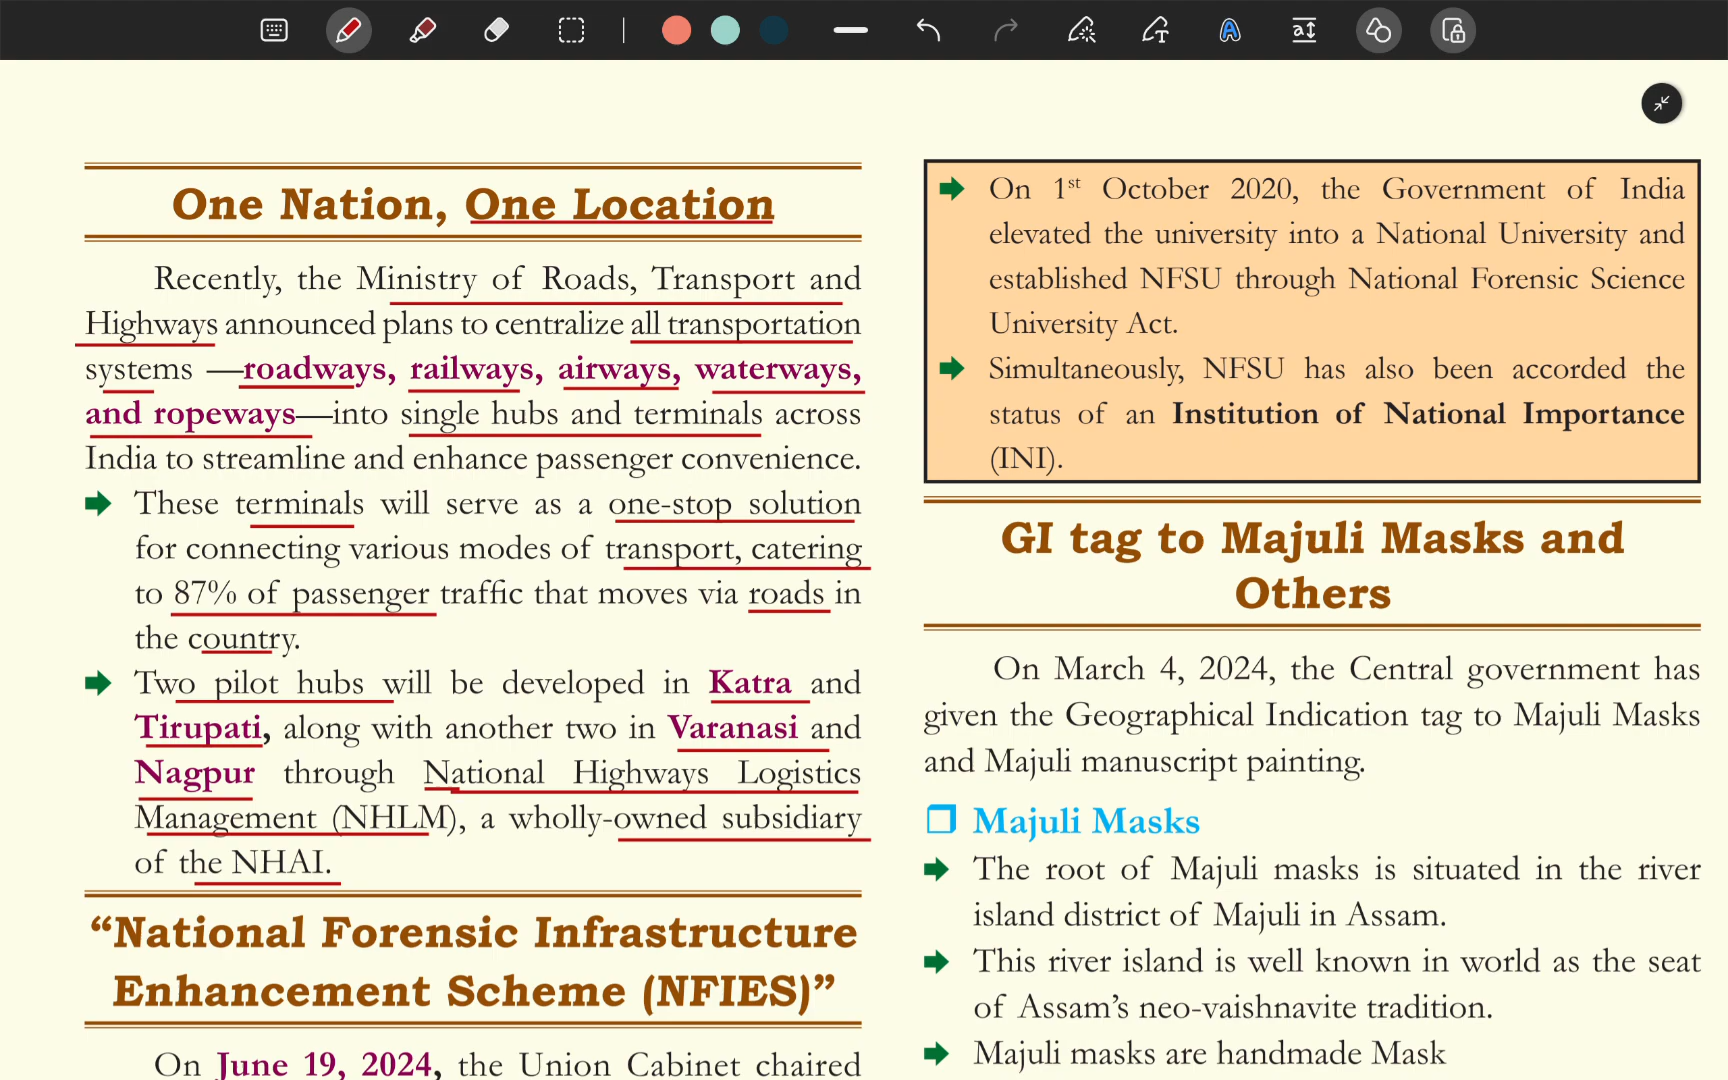 One Nation, One Location
Recently, the Ministry of Roads, Transport and
Highways announced plans to centralize all transportation
systems —roadways, railways, airways, waterways,
and ropeways—into single hubs and terminals across
India to streamline and enhance passenger convenience.
These terminals will serve as a one-stop solution
for connecting various modes of transport, catering
to 87% of passenger traffic that moves via roads in
the country.
Two pilot hubs will be developed in Katra and
Tirupati, along with another two in Varanasi and
Nagpur through National Highways Logistics
Management (NHLM), a wholly-owned subsidiary
of the NHAI.
“National Forensic Infrastructure
Enhancement Scheme (NFIES)”
On June 19, 2024, the Union Cabinet chaired
On 1st October 2020, the Government of India
elevated the university into a National University and
established NFSU through National Forensic Science
University Act.
Simultaneously, NFSU has also been accorded the
status of an Institution of National Importance
(INI).
GI tag to Majuli Masks and
Others
On March 4, 2024, the Central government has
given the Geographical Indication tag to Majuli Masks
and Majuli manuscript painting.
Majuli Masks
The root of Majuli masks is situated in the river
island district of Majuli in Assam.
This river island is well known in world as the seat
of Assam’s neo-vaishnavite tradition.
Majuli masks are handmade Mask